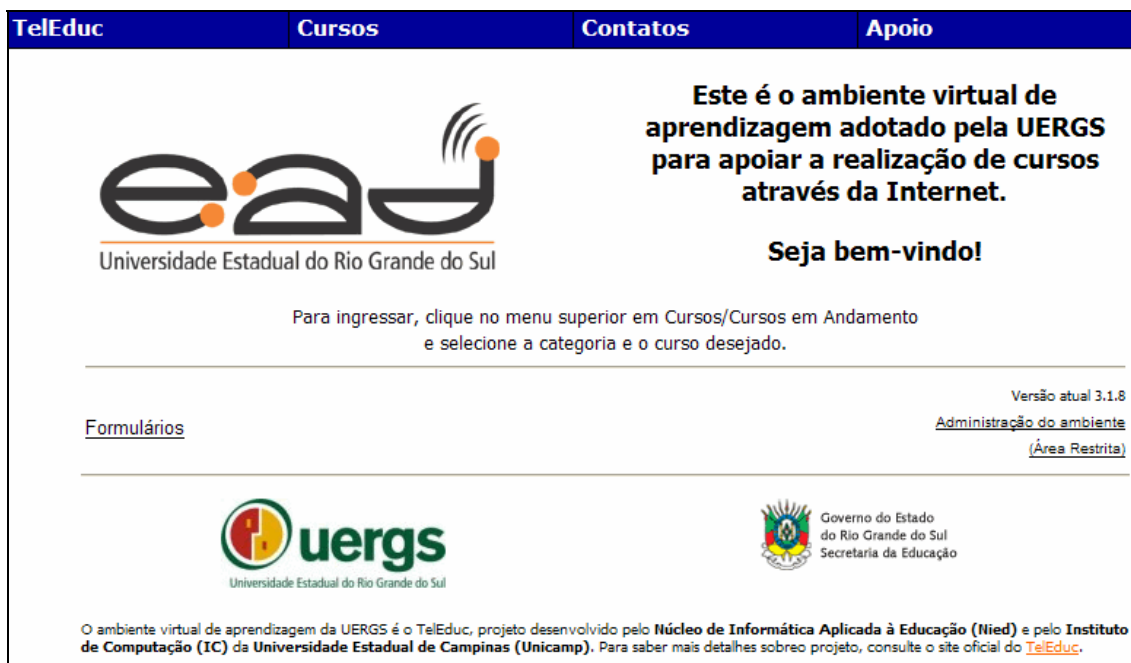 TelEduc Cursos Contatos Apoio
Este é o ambiente virtual de
aprendizagem adotado pela UERGS
para apoiar a realização de cursos
através da Internet.
Seja bem-vindo!
ead
Universidade Estadual do Rio Grande do Sul
Para ingressar, clique no menu superior em Cursos/Cursos em Andamento
e selecione a categoria e o curso desejado.
Versão atual 3.1.8
Formulários
Administração do ambiente
(Área Restrita)
uergs
Universidade Estadual do Rio Grande do Sul
Governo do Estado
do Rio Grande do Sul
Secretaria da Educação
O ambiente virtual de aprendizagem da UERGS é o TelEduc, projeto desenvolvido pelo Núcleo de Informática Aplicada à Educação (Nied) e pelo Instituto
de Computação (IC) da Universidade Estadual de Campinas (Unicamp). Para saber mais detalhes sobreo projeto, consulte o site oficial do TelEduc.